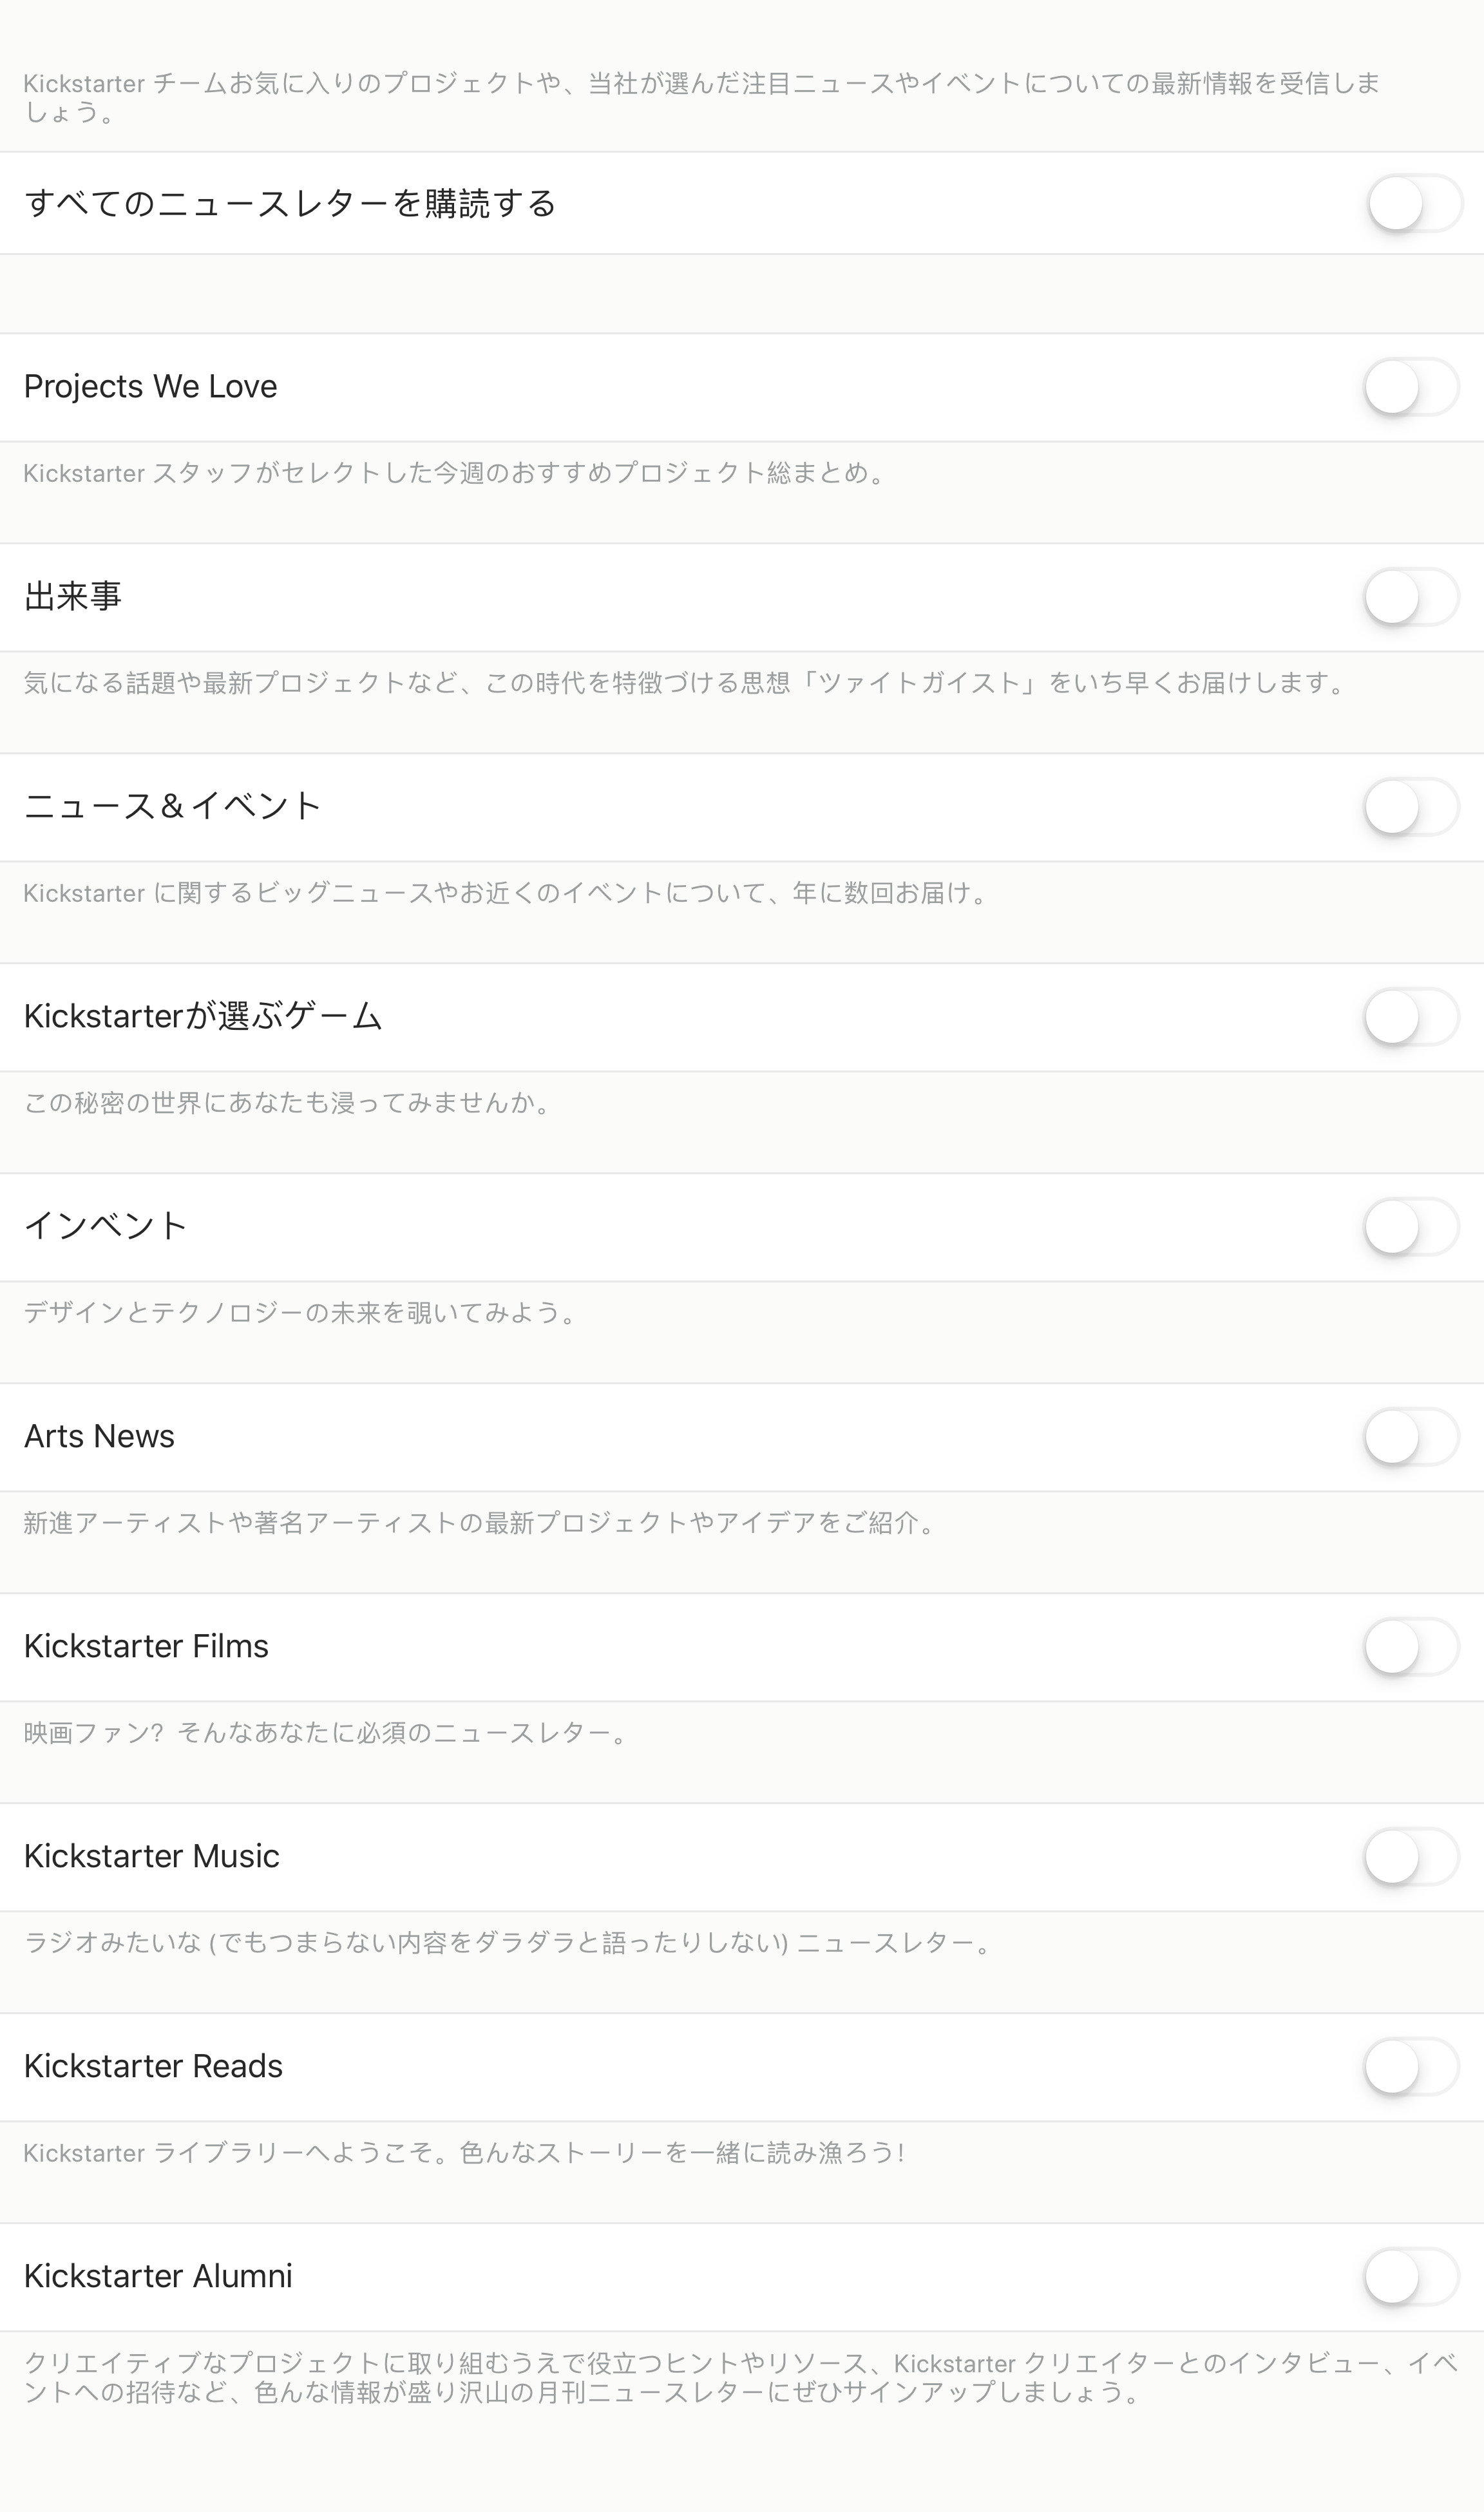 Kickstarter チームお気に入りのプロジェクトや、当社が選んだ注目ニュースやイベントについての最新情報を受信しま
しょう。
すべてのニュースレターを購読する
Projects We Love
Kickstarter スタッフがセレクトした今週のおすすめプロジェクト総まとめ。
出来事
気になる話題や最新プロジェクトなど、この時代を特徴づける思想「ツァイトガイスト」をいち早くお届けします。
ニュース＆イベント
Kickstarter に関するビッグニュースやお近くのイベントについて、年に数回お届け。
Kickstarterが選ぶゲーム
この秘密の世界にあなたも浸ってみませんか。
インベント
デザインとテクノロジーの未来を覗いてみよう。
Arts News
新進アーティストや著名アーティストの最新プロジェクトやアイデアをご紹介。
Kickstarter Films
映画ファン? そんなあなたに必須のニュースレター。
Kickstarter Music
ラジオみたいな (でもつまらない内容をダラダラと語ったりしない) ニュースレター。
Kickstarter Reads
Kickstarter ライブラリーへようこそ。色んなストーリーを一緒に読み漁ろう!
Kickstarter Alumni
クリエイティブなプロジェクトに取り組むうえで役立つヒントやリソース、Kickstarter クリエイターとのインタビュー、イベ
ントへの招待など、色んな情報が盛り沢山の月刊ニュースレターにぜひサインアップしましょう。